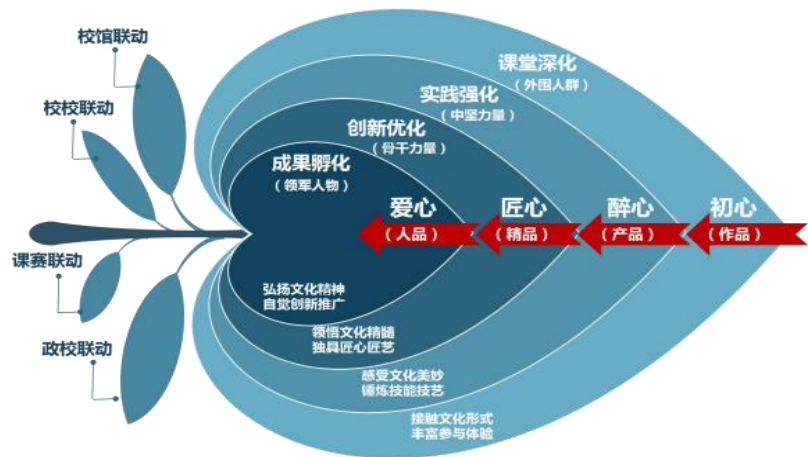 校馆联动
校校联动
课赛联动
政校联动
课堂深化
（外围人群）
实践强化
（中坚力量）
创新优化
（骨干力量）
成果孵化
（领军人物）
爱心
（人品）
匠心
（精品）
醉心
（产品）
初心
（作品）
弘扬文化精神
自觉创新推广
领悟文化精髓
独具匠心匠艺
感受文化美妙
锤炼技能技艺
接触文化形式
丰富参与体验